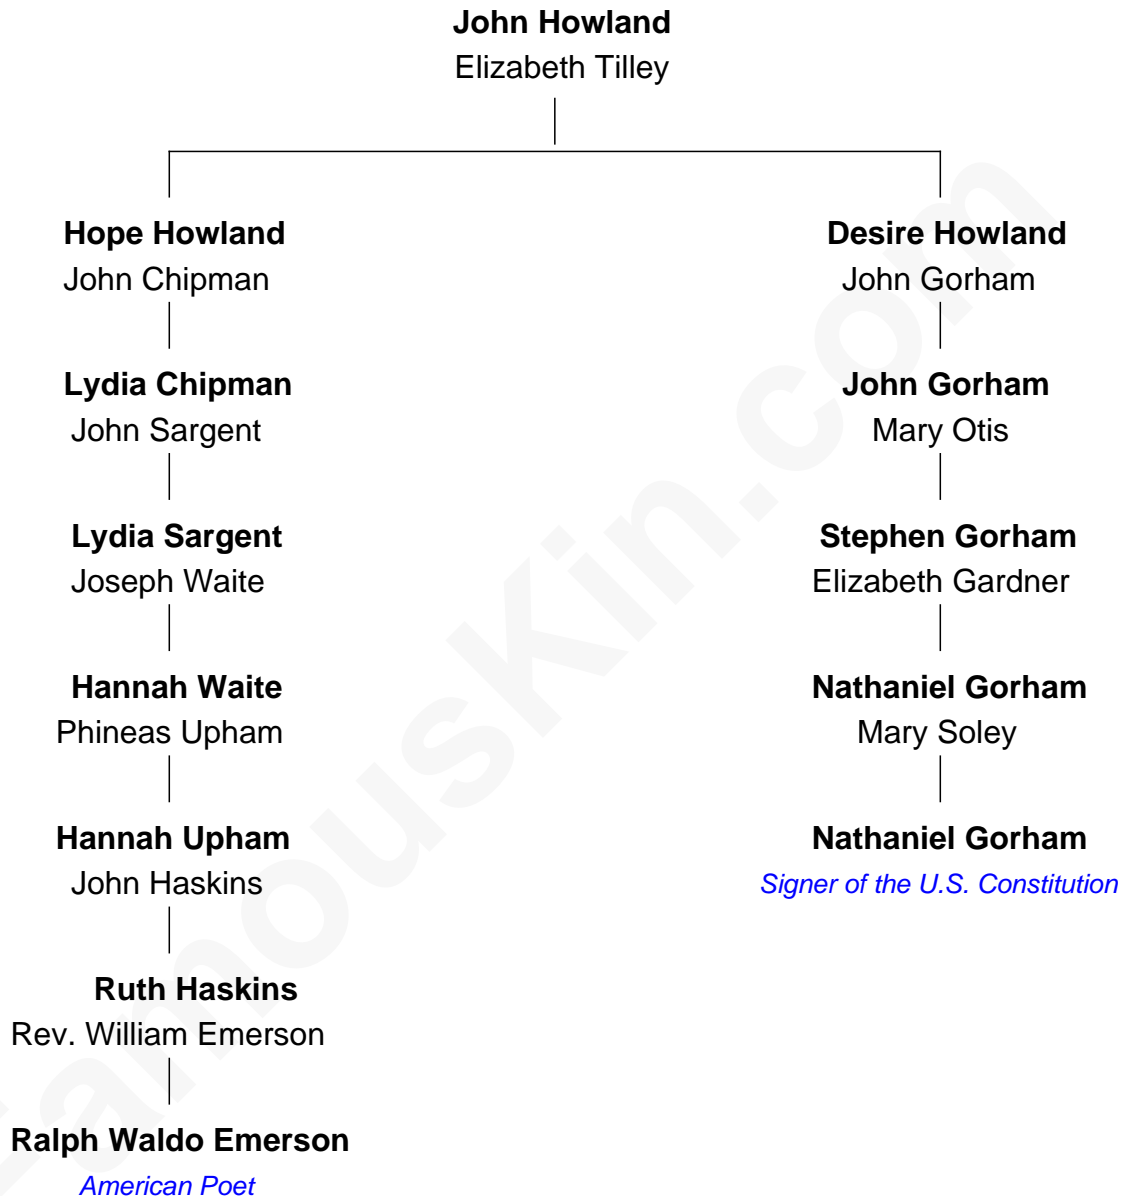 John Howland
Elizabeth Tilley
Hope Howland
John Chipman
Desire Howland
John Gorham
Lydia Chipman
John Sargent
John Gorham
Mary Otis
Lydia Sargent
Joseph Waite
Stephen Gorham
Elizabeth Gardner
Hannah Waite
Phineas Upham
Nathaniel Gorham
Mary Soley
Hannah Upham
John Haskins
Nathaniel Gorham
Signer of the U.S. Constitution
Ruth Haskins
Rev. William Emerson
Ralph Waldo Emerson
American Poet
FamousKin.com